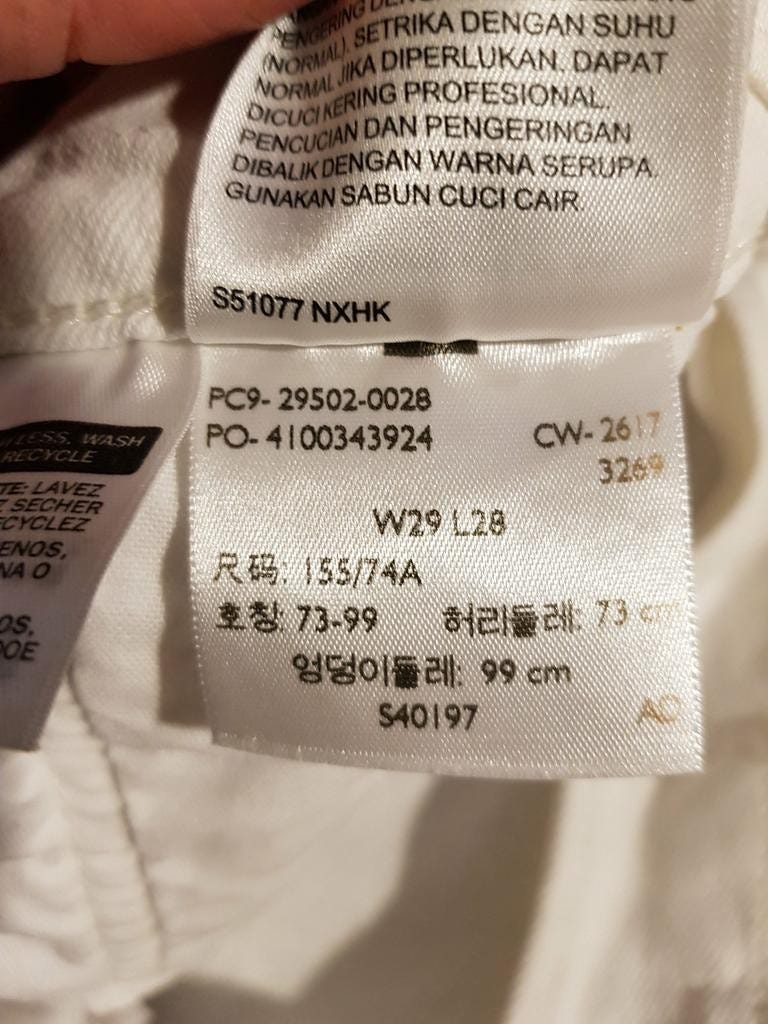 PENGERING
(NORMAL). SETRIKA DENGAN SUHU
NORMAL JIKA DIPERLUKAN. DAPAT
DICUCI KERING PROFESIONAL.
PENCUCIAN DAN PENGERINGAN
DIBALIK DENGAN WARNA SERUPA.
GUNAKAN SABUN CUCI CAIR.
S51077 NXHK
PC9- 29502-0028
PO- 4100343924
CW- 2617
3269
W29 L28
尺码: 155/74A
호칭: 73-99 허리둘레: 73 cm
엉덩이둘레: 99 cm
S40197 AC
LESS. WASH
RECYCLE
LAVEZ
SECHER